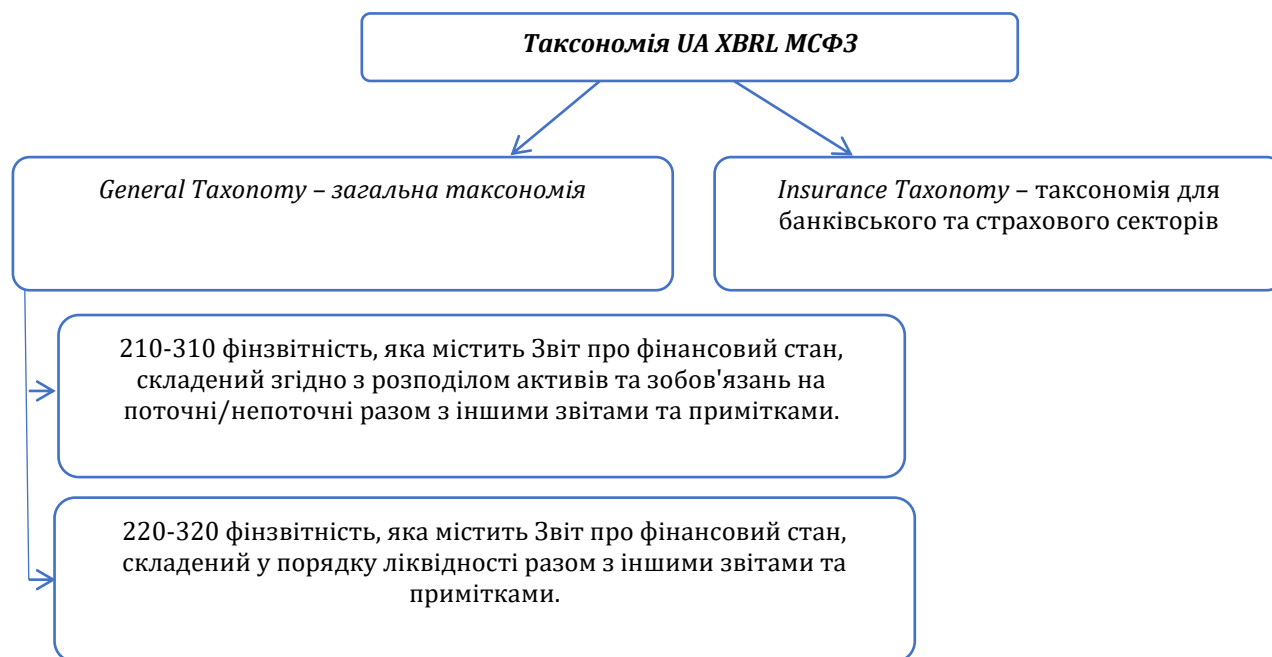 Таксономія UA XBRL МСФЗ
General Taxonomy – загальна таксономія
Insurance Taxonomy – таксономія для
банківського та страхового секторів
210-310 фінзвітність, яка містить Звіт про фінансовий стан,
складений згідно з розподілом активів та зобов'язань на
поточні/непоточні разом з іншими звітами та примітками.
220-320 фінзвітність, яка містить Звіт про фінансовий стан,
складений у порядку ліквідності разом з іншими звітами та
примітками.